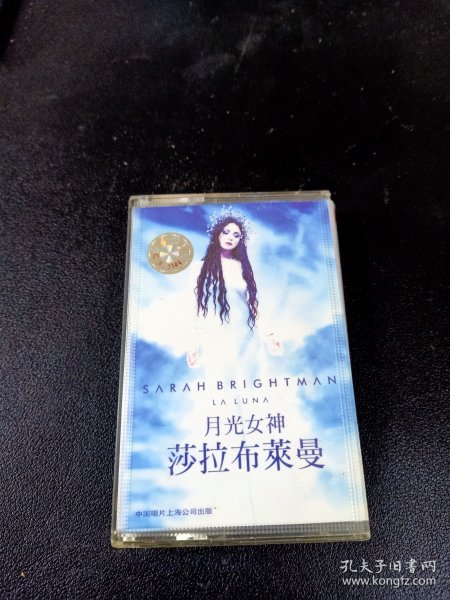 SARAH BRIGHTMAN
LA LUNA
月光女神
莎拉布萊曼
中国唱片上海公司出版
孔夫子旧书网
www.kongfz.com